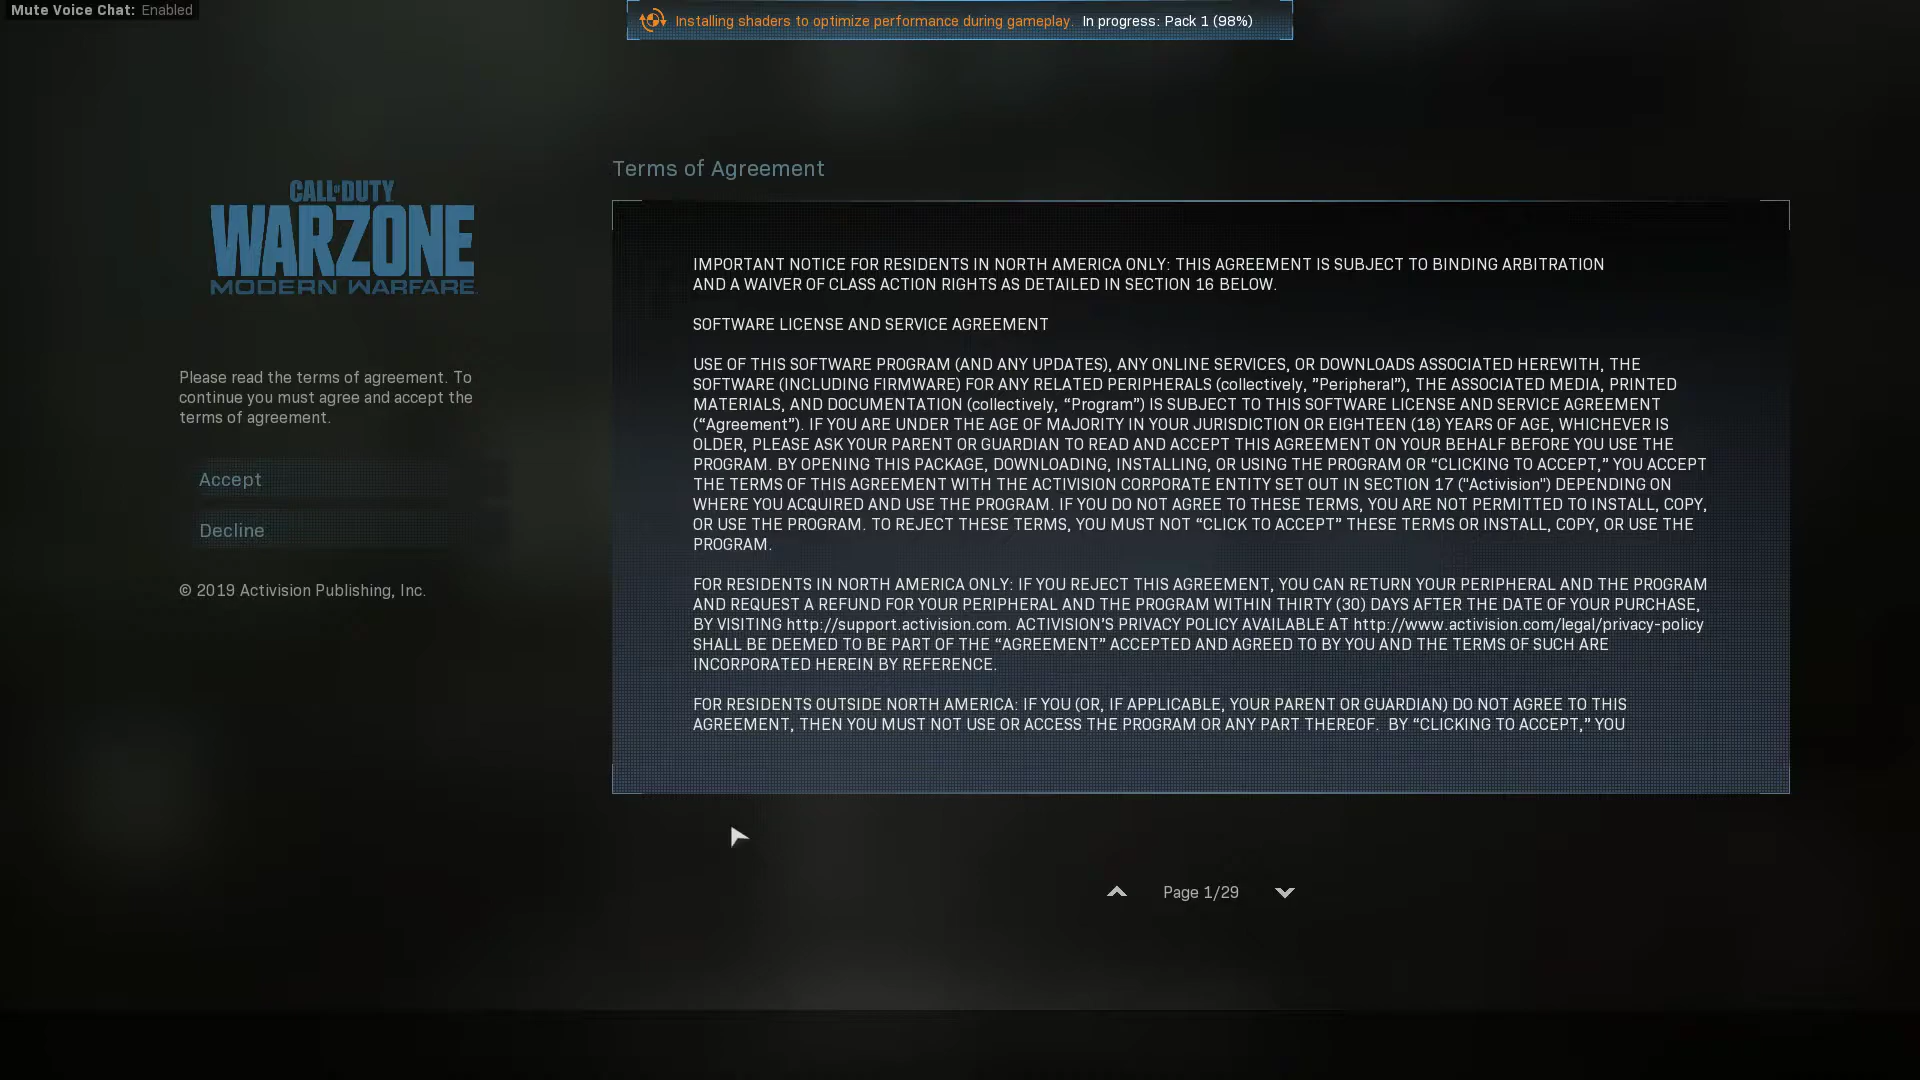 Mute Voice Chat: Enabled
Installing shaders to optimize performance during gameplay. In progress: Pack 1 (98%)
CALL OF DUTY
WARZONE
MODERN WARFARE
Please read the terms of agreement. To
continue you must agree and accept the
terms of agreement.
Accept
Decline
© 2019 Activision Publishing, Inc.
Terms of Agreement
IMPORTANT NOTICE FOR RESIDENTS IN NORTH AMERICA ONLY: THIS AGREEMENT IS SUBJECT TO BINDING ARBITRATION
AND A WAIVER OF CLASS ACTION RIGHTS AS DETAILED IN SECTION 16 BELOW.
SOFTWARE LICENSE AND SERVICE AGREEMENT
USE OF THIS SOFTWARE PROGRAM (AND ANY UPDATES), ANY ONLINE SERVICES, OR DOWNLOADS ASSOCIATED HEREWITH, THE
SOFTWARE (INCLUDING FIRMWARE) FOR ANY RELATED PERIPHERALS (collectively, ”Peripheral”), THE ASSOCIATED MEDIA, PRINTED
MATERIALS, AND DOCUMENTATION (collectively, “Program”) IS SUBJECT TO THIS SOFTWARE LICENSE AND SERVICE AGREEMENT
(“Agreement”). IF YOU ARE UNDER THE AGE OF MAJORITY IN YOUR JURISDICTION OR EIGHTEEN (18) YEARS OF AGE, WHICHEVER IS
OLDER, PLEASE ASK YOUR PARENT OR GUARDIAN TO READ AND ACCEPT THIS AGREEMENT ON YOUR BEHALF BEFORE YOU USE THE
PROGRAM. BY OPENING THIS PACKAGE, DOWNLOADING, INSTALLING, OR USING THE PROGRAM OR “CLICKING TO ACCEPT,” YOU ACCEPT
THE TERMS OF THIS AGREEMENT WITH THE ACTIVISION CORPORATE ENTITY SET OUT IN SECTION 17 ("Activision") DEPENDING ON
WHERE YOU ACQUIRED AND USE THE PROGRAM. IF YOU DO NOT AGREE TO THESE TERMS, YOU ARE NOT PERMITTED TO INSTALL, COPY,
OR USE THE PROGRAM. TO REJECT THESE TERMS, YOU MUST NOT “CLICK TO ACCEPT” THESE TERMS OR INSTALL, COPY, OR USE THE
PROGRAM.
FOR RESIDENTS IN NORTH AMERICA ONLY: IF YOU REJECT THIS AGREEMENT, YOU CAN RETURN YOUR PERIPHERAL AND THE PROGRAM
AND REQUEST A REFUND FOR YOUR PERIPHERAL AND THE PROGRAM WITHIN THIRTY (30) DAYS AFTER THE DATE OF YOUR PURCHASE,
BY VISITING http://support.activision.com. ACTIVISION’S PRIVACY POLICY AVAILABLE AT http://www.activision.com/legal/privacy-policy
SHALL BE DEEMED TO BE PART OF THE “AGREEMENT” ACCEPTED AND AGREED TO BY YOU AND THE TERMS OF SUCH ARE
INCORPORATED HEREIN BY REFERENCE.
FOR RESIDENTS OUTSIDE NORTH AMERICA: IF YOU (OR, IF APPLICABLE, YOUR PARENT OR GUARDIAN) DO NOT AGREE TO THIS
AGREEMENT, THEN YOU MUST NOT USE OR ACCESS THE PROGRAM OR ANY PART THEREOF.  BY “CLICKING TO ACCEPT,” YOU
Page 1/29